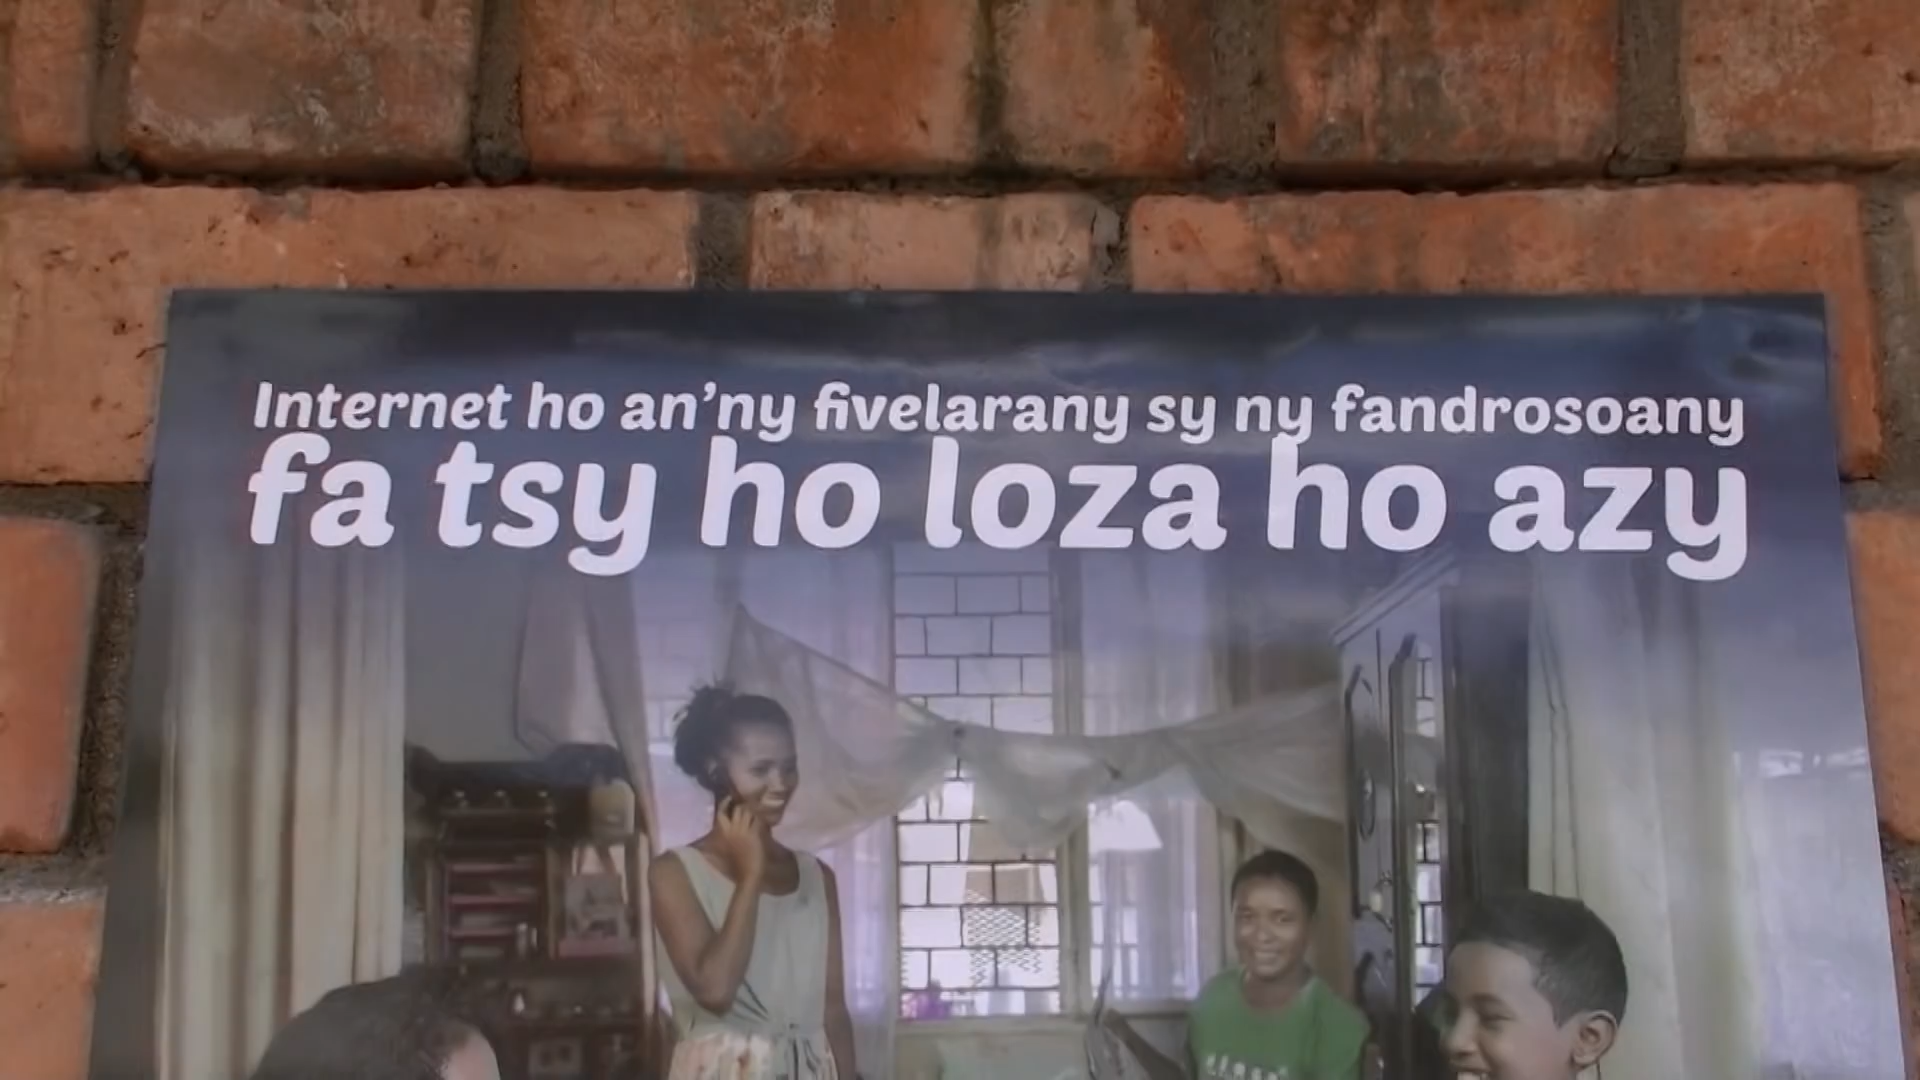 Internet ho an'ny fivelarany sy ny fandrosoany
fa tsy ho loza ho azy